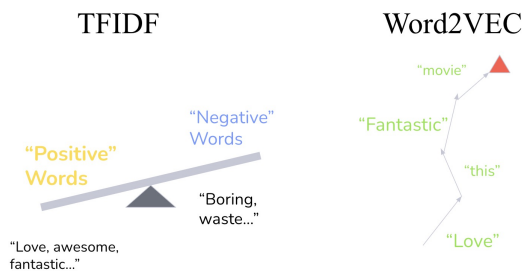 TFIDF
“Negative”
Words
“Positive”
Words
“Boring,
waste...”
“Love, awesome,
fantastic...”
Word2VEC
“movie”
“Fantastic”
“this”
“Love”